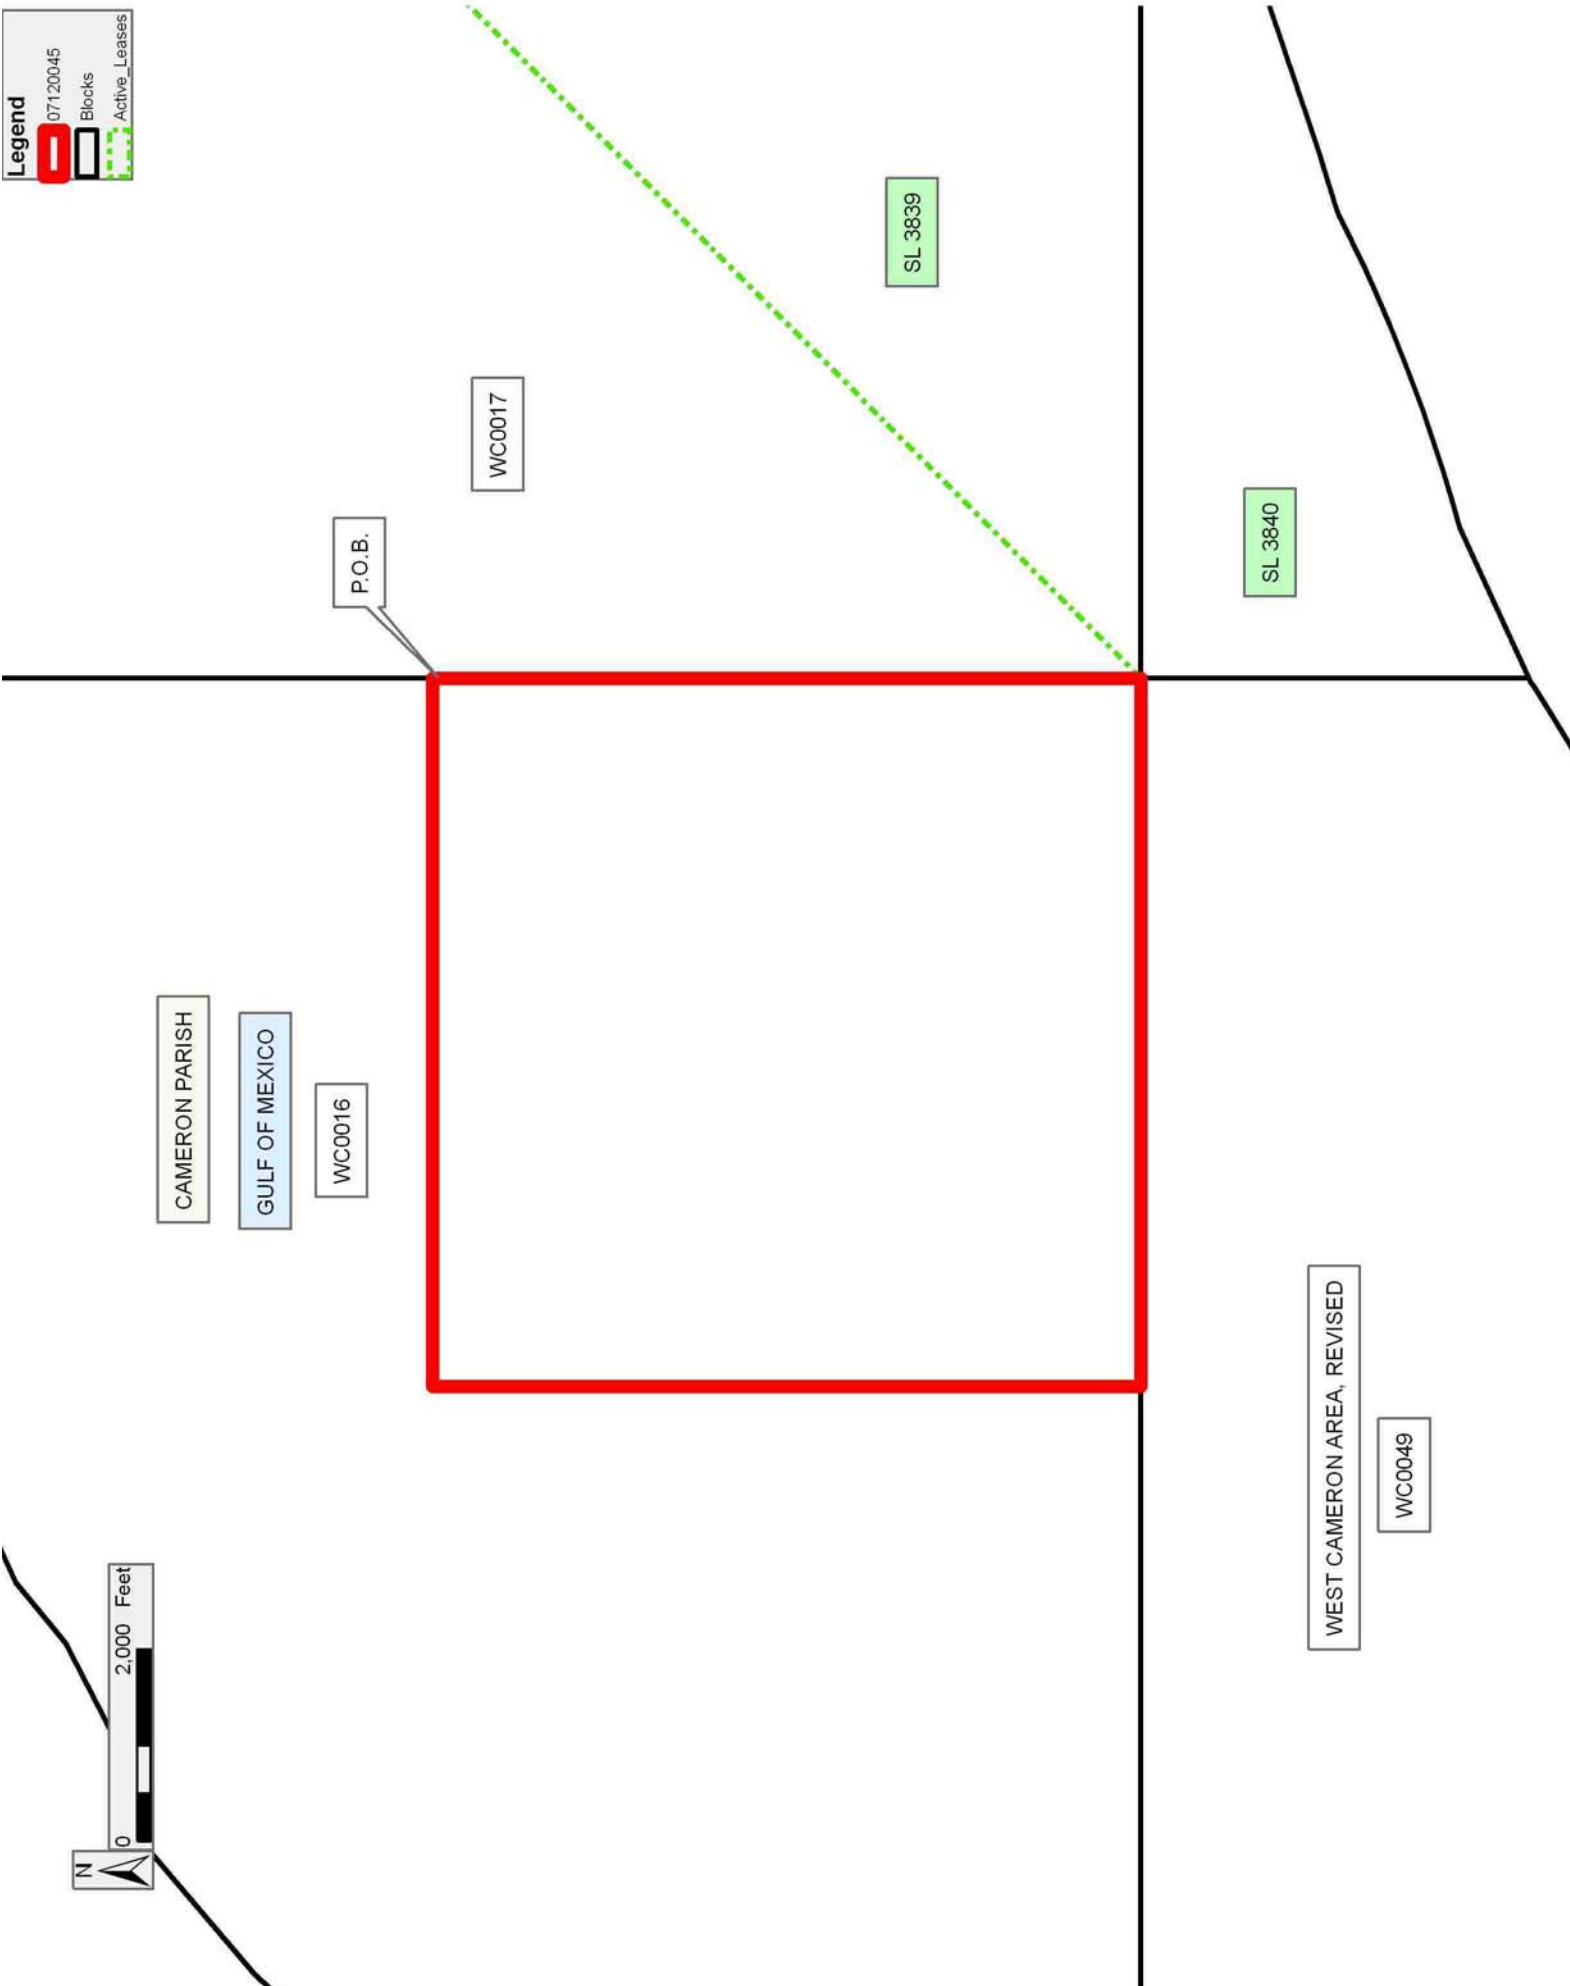 Legend
07120045
Blocks
Active_Leases
N
0 2,000 Feet
CAMERON PARISH
GULF OF MEXICO
WC0016
P.O.B.
WC0017
SL 3839
SL 3840
WEST CAMERON AREA, REVISED
WC0049